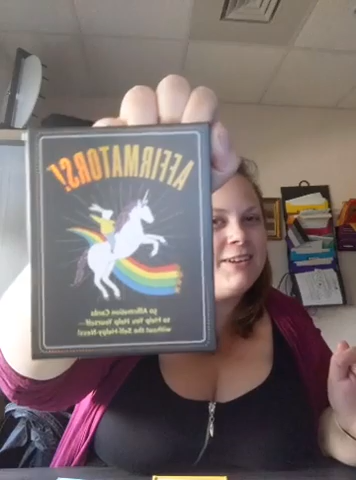 AFFIRMATORS!
50 Affirmation Cards
to Help You Help Yourself—
without the Self-Helpy-Ness!